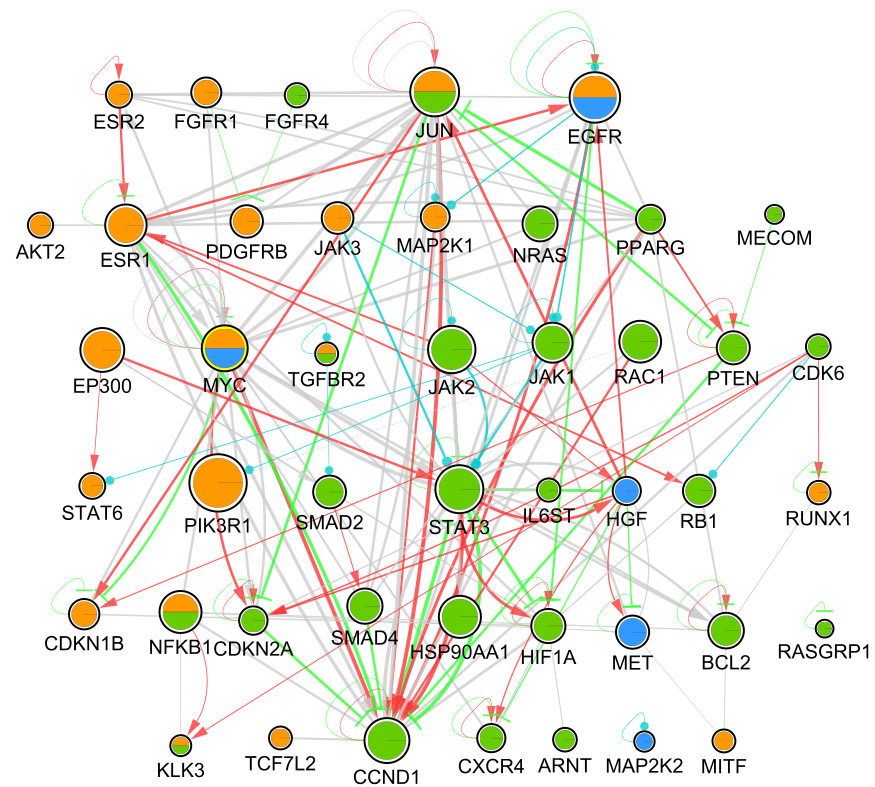 ESR2
FGFR1
FGFR4
JUN
EGFR
AKT2
ESR1
PDGFRB
JAK3
MAP2K1
NRAS
PPARG
MECOM
EP300
MYC
TGFBR2
JAK2
JAK1
RAC1
PTEN
CDK6
STAT6
PIK3R1
SMAD2
STAT3
IL6ST
HGF
RB1
RUNX1
CDKN1B
NFKB1
CDKN2A
SMAD4
HSP90AA1
HIF1A
MET
BCL2
RASGRP1
KLK3
TCF7L2
CCND1
CXCR4
ARNT
MAP2K2
MITF